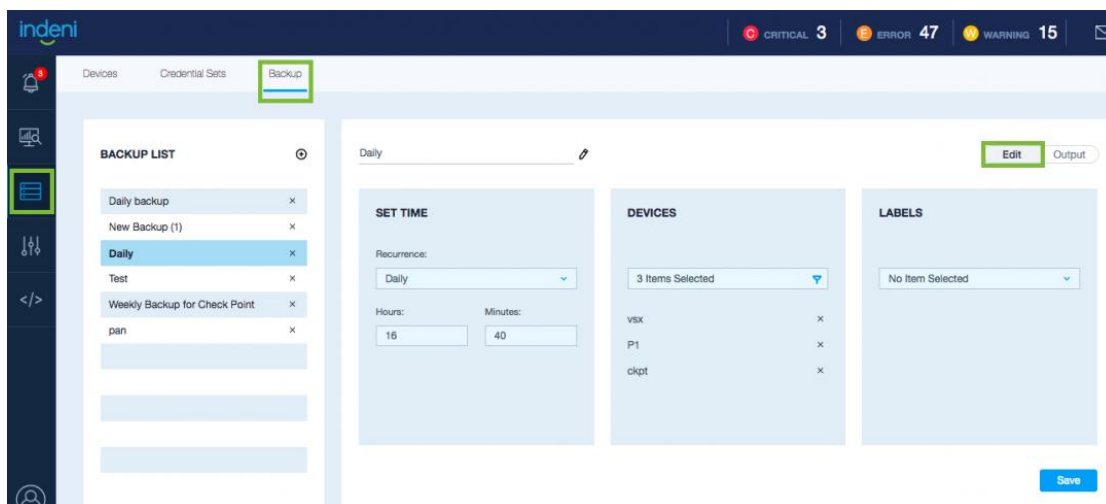 indeni
C CRITICAL 3 E ERROR 47 W WARNING 15
3
Devices Credential Sets Backup
BACKUP LIST
Daily backup ×
New Backup (1) ×
Daily ×
Test ×
Weekly Backup for Check Point ×
pan ×
Daily
Edit Output
SET TIME
Recurrence:
Daily
Hours: Minutes:
16 40
DEVICES
3 Items Selected
vsx ×
P1 ×
ckpt ×
LABELS
No Item Selected
Save